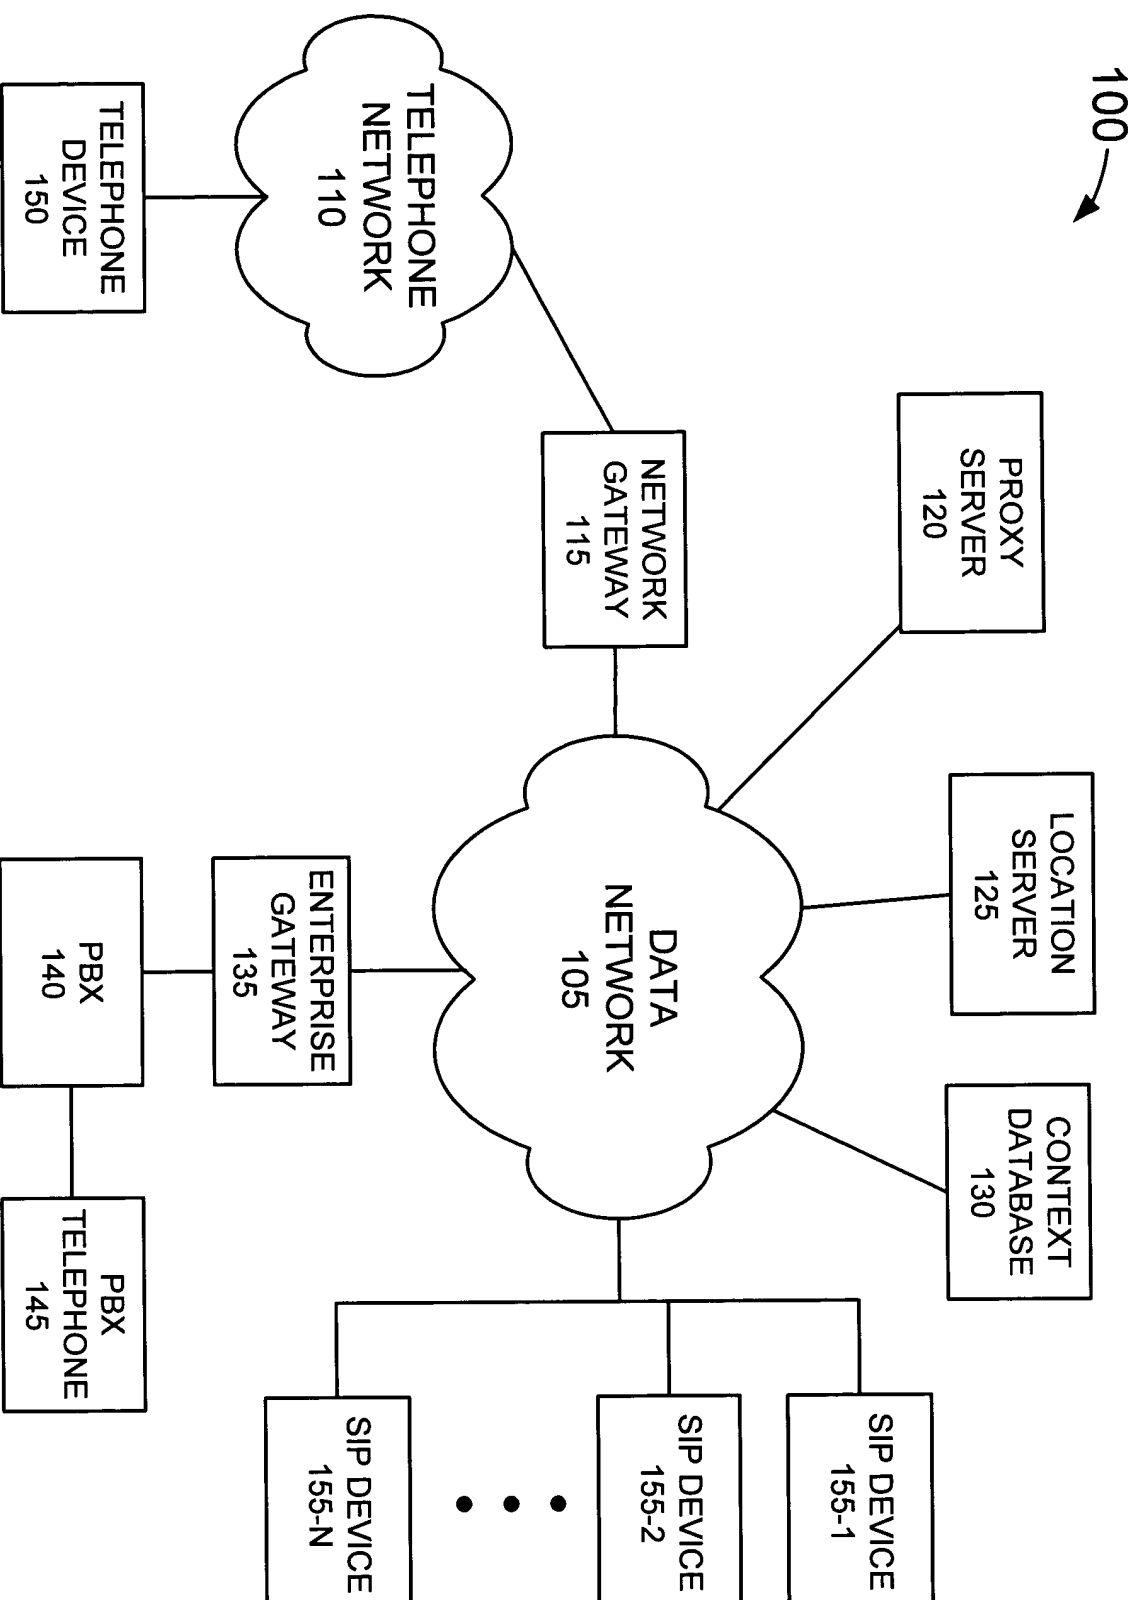 100
PROXY
SERVER
120
LOCATION
SERVER
125
CONTEXT
DATABASE
130
TELEPHONE
NETWORK
110
NETWORK
GATEWAY
115
DATA
NETWORK
105
SIP DEVICE
155-1
SIP DEVICE
155-2
SIP DEVICE
155-N
TELEPHONE
DEVICE
150
ENTERPRISE
GATEWAY
135
PBX
140
PBX
TELEPHONE
145